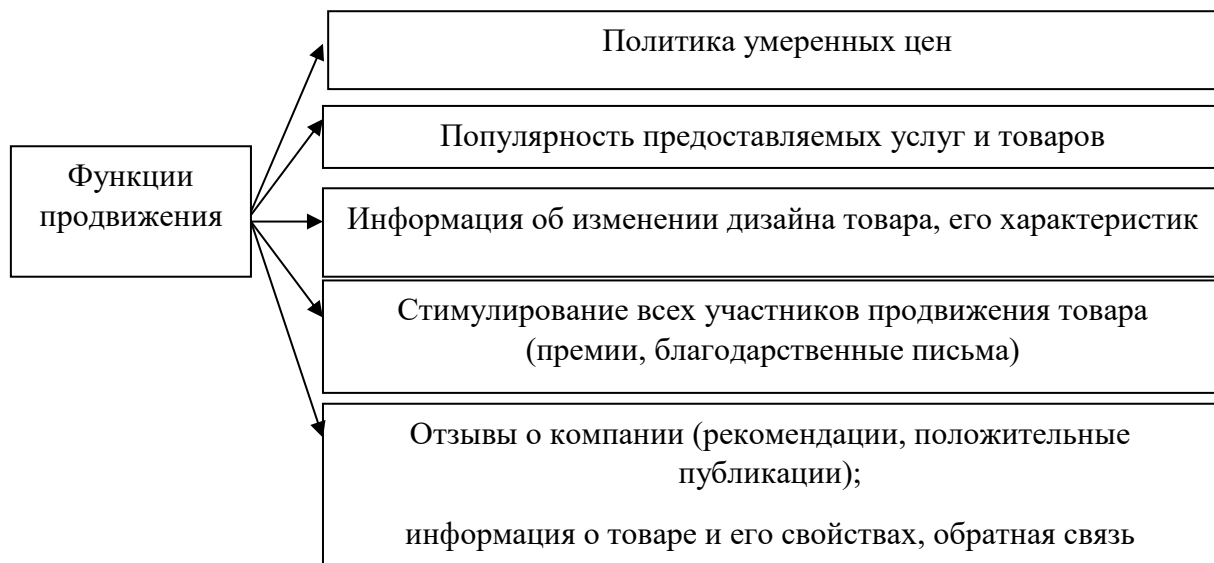 Функции
продвижения
Политика умеренных цен
Популярность предоставляемых услуг и товаров
Информация об изменении дизайна товара, его характеристик
Стимулирование всех участников продвижения товара
(премии, благодарственные письма)
Отзывы о компании (рекомендации, положительные
публикации);
информация о товаре и его свойствах, обратная связь